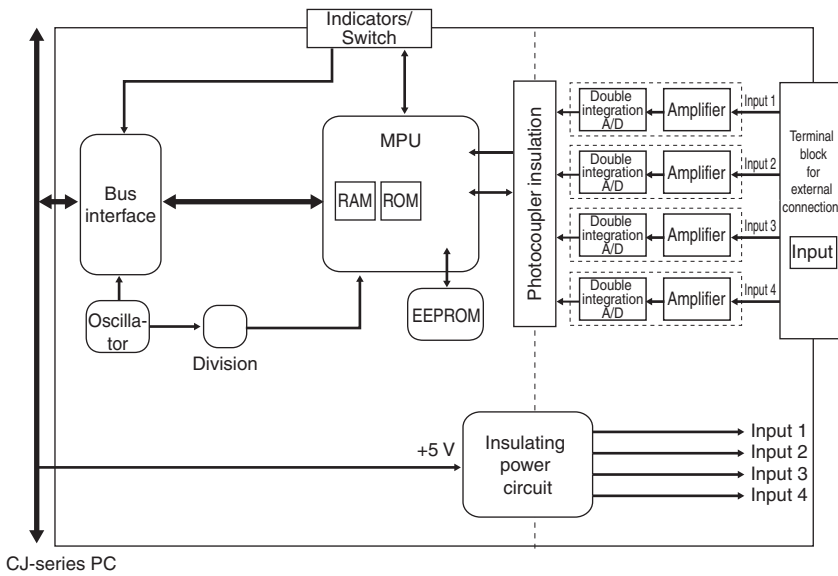 Indicators/
Switch
MPU
RAM
ROM
Bus
interface
Oscilla-
tor
Division
EEPROM
Photocoupler insulation
Double
integration
A/D
Amplifier
Input 1
Double
integration
A/D
Amplifier
Input 2
Double
integration
A/D
Amplifier
Input 3
Double
integration
A/D
Amplifier
Input 4
Terminal
block
for
external
connection
Input
+5 V
Insulating
power
circuit
Input 1
Input 2
Input 3
Input 4
CJ-series PC